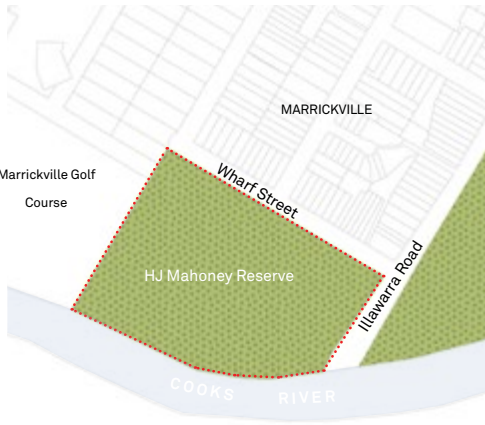 MARRICKVILLE
Marrickville Golf
Course
Wharf Street
HJ Mahoney Reserve
Illawarra Road
COOKS RIVER